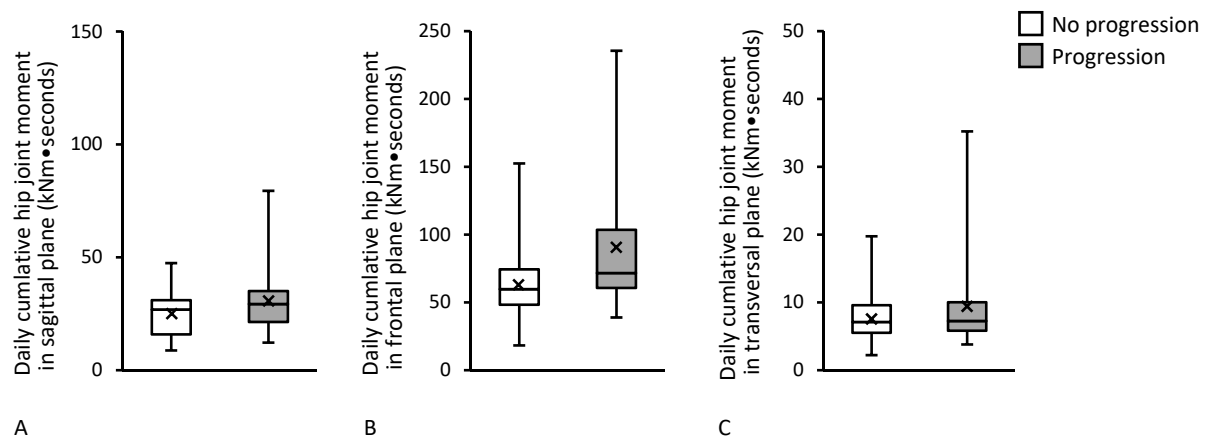 Daily cumlative hip joint moment
in sagittal plane (kNm•seconds)
150
100
50
0
A
Daily cumlative hip joint moment
in frontal plane (kNm•seconds)
250
200
150
100
50
0
B
Daily cumlative hip joint moment
in transversal plane (kNm•seconds)
50
40
30
20
10
0
C
No progression
Progression